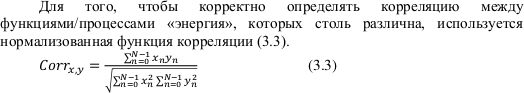 Для того, чтобы корректно определять корреляцию между
функциями/процессами «энергия», которых столь различна, используется
нормализованная функция корреляции (3.3).
Corr_{x,y} = \frac{\sum_{n=0}^{N-1} x_n y_n}{\sqrt{\sum_{n=0}^{N-1} x_n^2 \sum_{n=0}^{N-1} y_n^2}} (3.3)